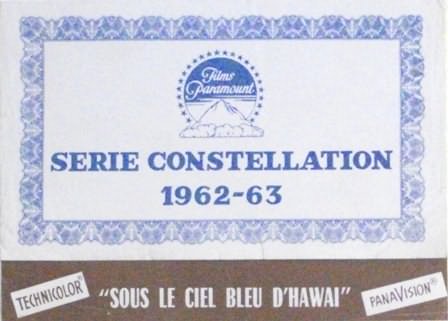 Films
Paramount
SERIE CONSTELLATION
1962-63
TECHNICOLOR® "SOUS LE CIEL BLEU D'HAWAI" PANAVISION®